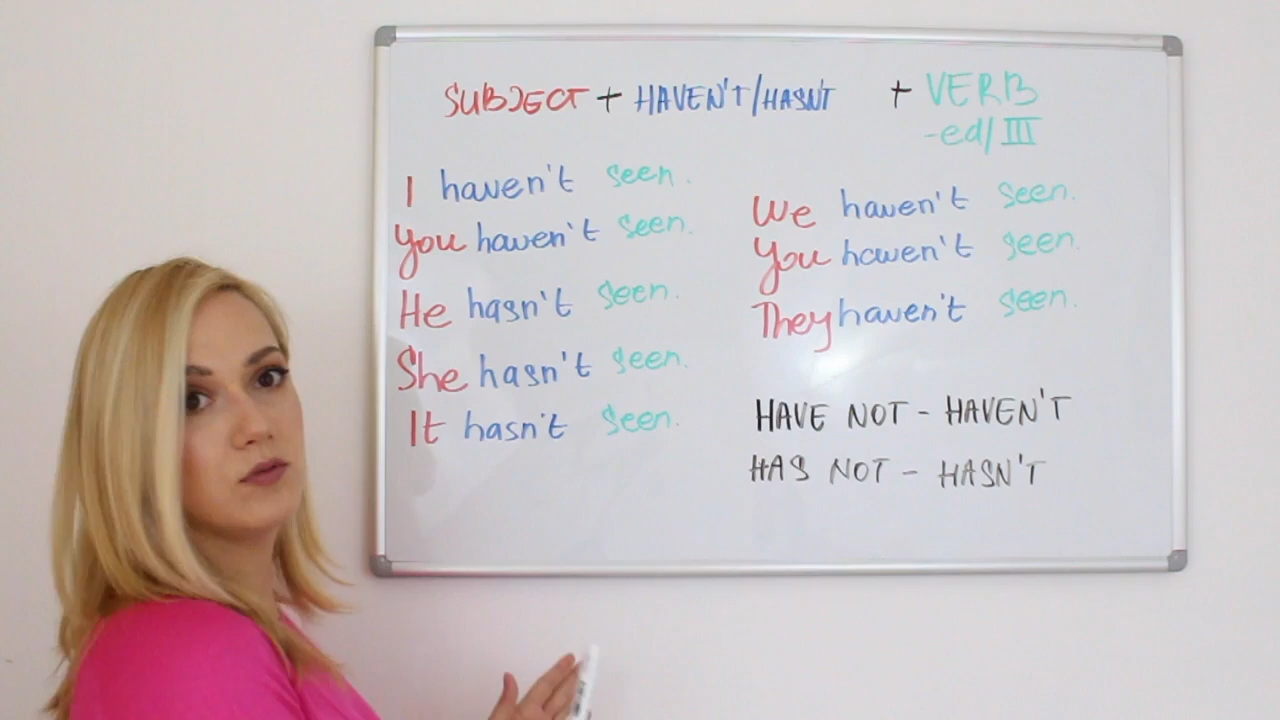 SUBJECT + HAVEN'T/HASN'T + VERB
-ed/III
I haven't seen.
You haven't seen.
He hasn't seen.
She hasn't seen.
It hasn't seen.
We haven't seen.
You haven't seen.
They haven't seen.
HAVE NOT - HAVEN'T
HAS NOT - HASN'T